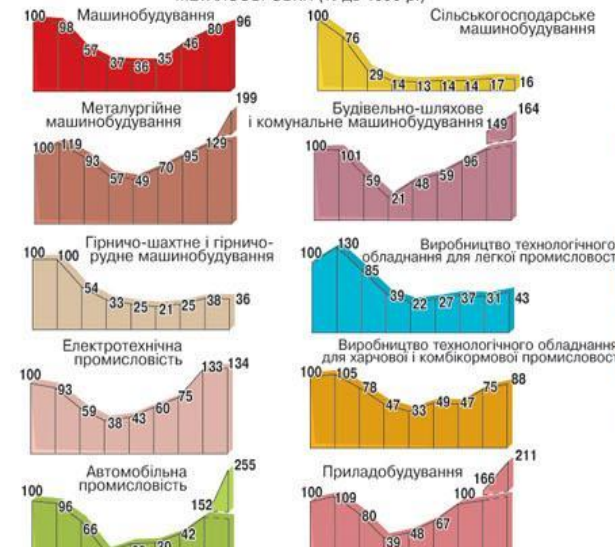 Машинобудування
100 98 57 37 36 35 46 80 96
Сільськогосподарське
машинобудування
100 76 29 14 13 14 14 17 16
Металургійне
машинобудування
100 119 93 57 49 70 95 129 199
Будівельно-шляхове
і комунальне машинобудування
100 101 59 21 48 59 96 149 164
Гірничо-шахтне і гірничо-
рудне машинобудування
100 100 54 33 25 21 25 38 36
Виробництво технологічного
обладнання для легкої
100 130 85 39 22 27 37 31 43
Електротехнічна
промисловість
100 93 59 38 43 60 75 133 134
Виробництво технологічного обладнання
для харчової і комбікормової
100 105 78 47 33 49 47 75 88
Автомобільна
промисловість
100 96 66 42 152 255
Приладобудування
100 109 80 39 48 67 100 166 211